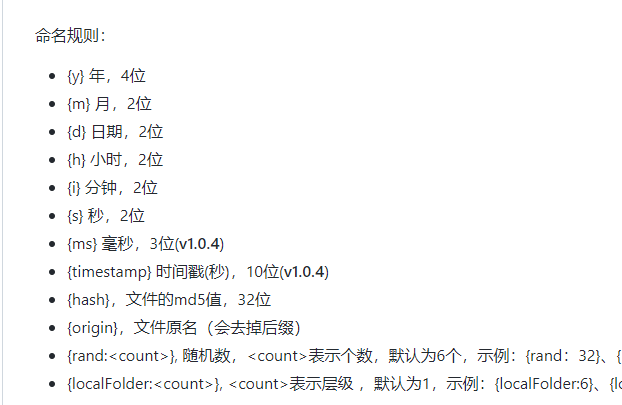 命名规则：
{y} 年，4位
{m} 月，2位
{d} 日期，2位
{h} 小时，2位
{i} 分钟，2位
{s} 秒，2位
{ms} 毫秒，3位(v1.0.4)
{timestamp} 时间戳(秒)，10位(v1.0.4)
{hash}，文件的md5值，32位
{origin}，文件原名（会去掉后缀）
{rand:<count>}, 随机数，<count>表示个数，默认为6个，示例：{rand：32}、{
{localFolder:<count>}, <count>表示层级 ，默认为1，示例：{localFolder:6}、{lo